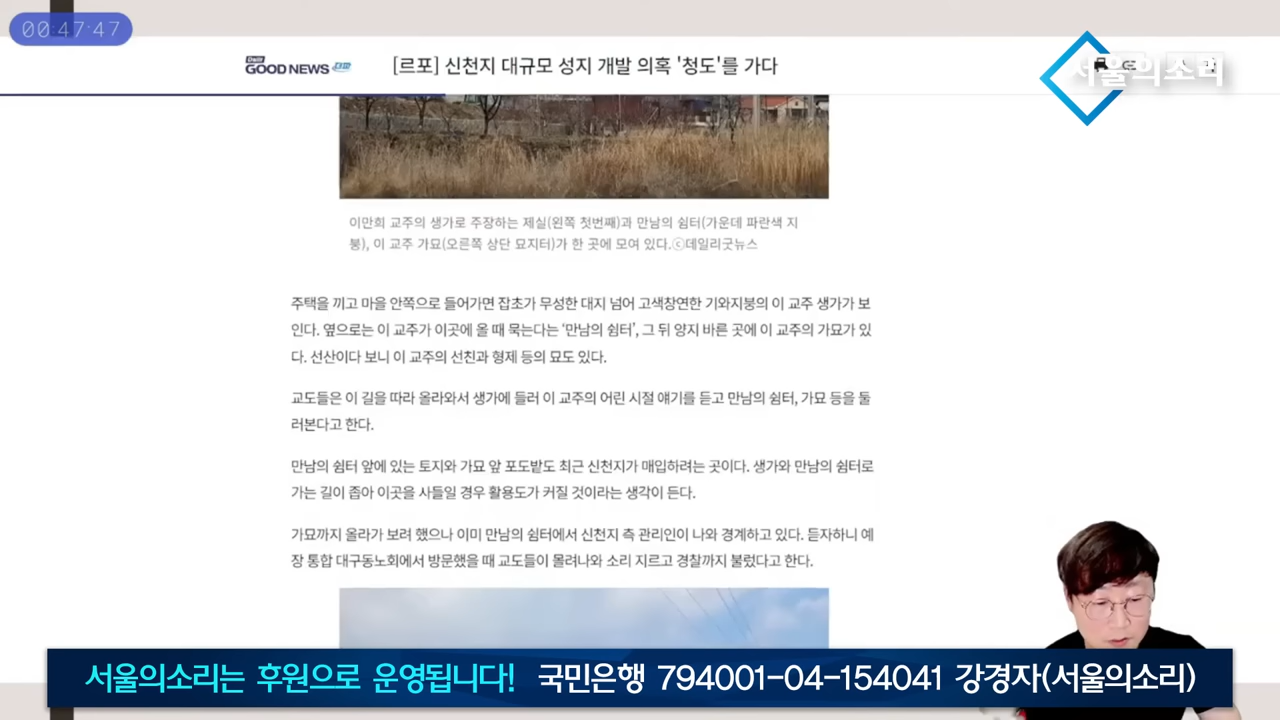 00:47:47
Daily
GOOD NEWS 더미션
[르포] 신천지 대규모 성지 개발 의혹 '청도'를 가다
서울의소리
이만희 교주의 생가로 주장하는 제실(왼쪽 첫번째)과 만남의 쉼터(가운데 파란색 지
붕), 이 교주 가묘(오른쪽 상단 묘지터)가 한 곳에 모여 있다.ⓒ데일리굿뉴스
주택을 끼고 마을 안쪽으로 들어가면 잡초가 무성한 대지 넘어 고색창연한 기와지붕의 이 교주 생가가 보
인다. 옆으로는 이 교주가 이곳에 올 때 묵는다는 ‘만남의 쉼터’, 그 뒤 양지 바른 곳에 이 교주의 가묘가 있
다. 선산이다 보니 이 교주의 선친과 형제 등의 묘도 있다.
교도들은 이 길을 따라 올라와서 생가에 들러 이 교주의 어린 시절 얘기를 듣고 만남의 쉼터, 가묘 등을 둘
러본다고 한다.
만남의 쉼터 앞에 있는 토지와 가묘 앞 포도밭도 최근 신천지가 매입하려는 곳이다. 생가와 만남의 쉼터로
가는 길이 좁아 이곳을 사들일 경우 활용도가 커질 것이라는 생각이 든다.
가묘까지 올라가 보려 했으나 이미 만남의 쉼터에서 신천지 측 관리인이 나와 경계하고 있다. 듣자하니 예
장 통합 대구동노회에서 방문했을 때 교도들이 몰려나와 소리 지르고 경찰까지 불렀다고 한다.
서울의소리는 후원으로 운영됩니다! 국민은행 794001-04-154041 강경자(서울의소리)